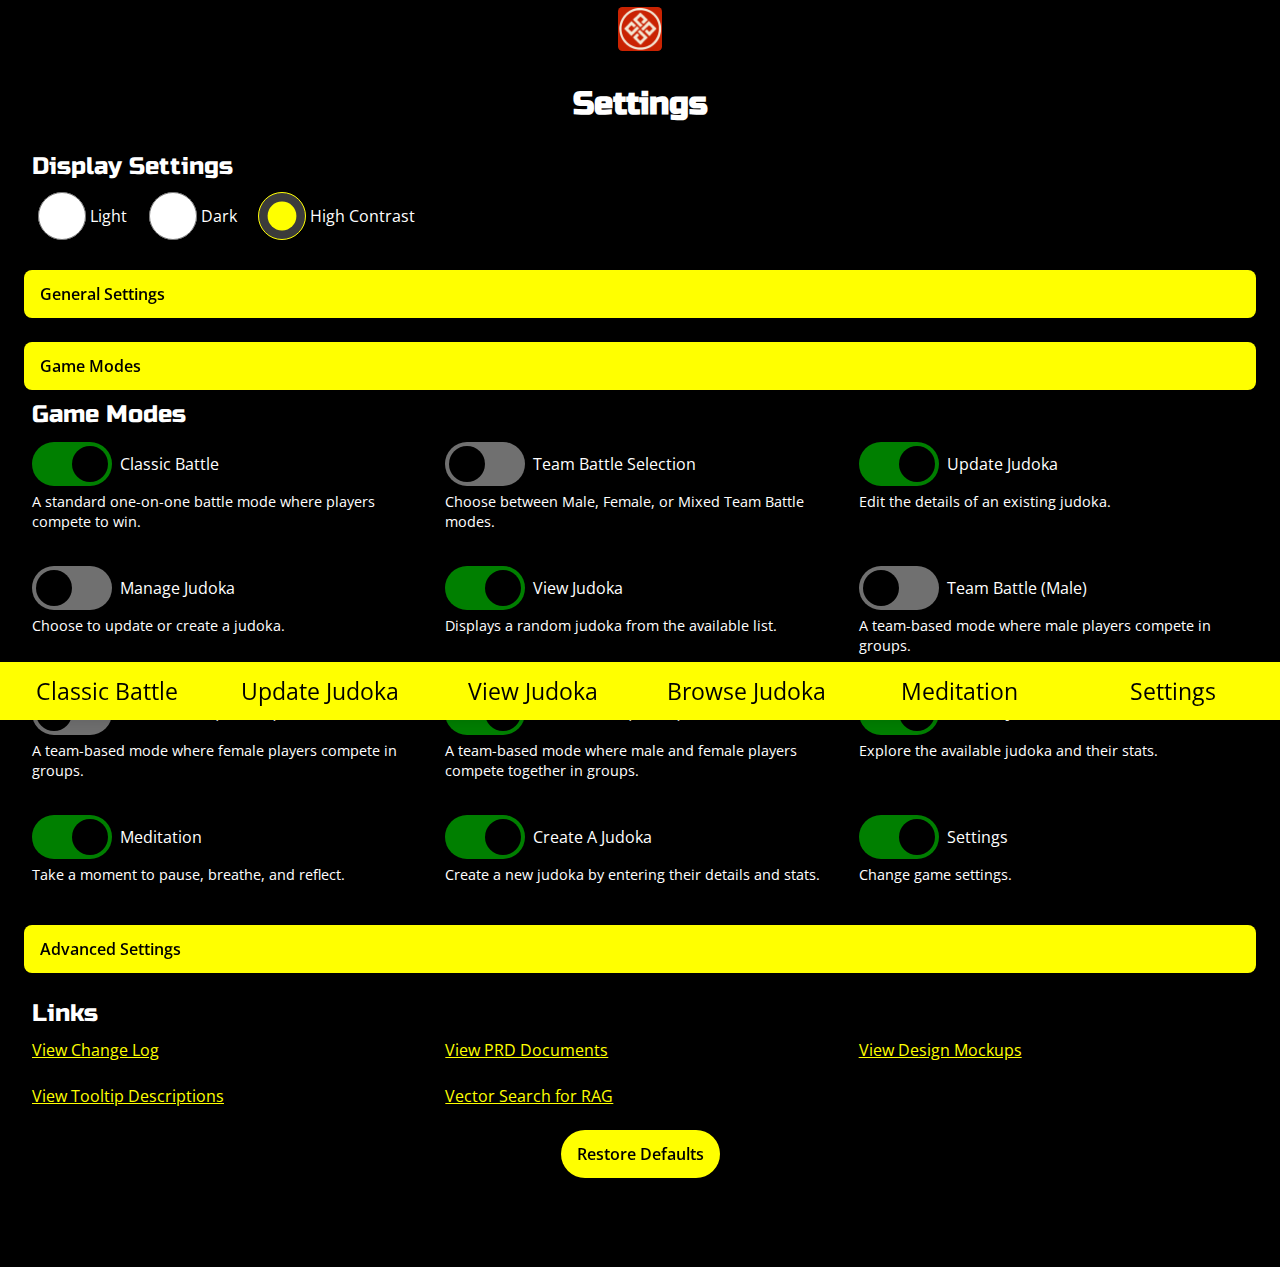 Settings
Display Settings
Light
Dark
High Contrast
General Settings
Game Modes
Game Modes
Classic Battle
Team Battle Selection
Update Judoka
A standard one-on-one battle mode where players
compete to win.
Choose between Male, Female, or Mixed Team Battle
modes.
Edit the details of an existing judoka.
Manage Judoka
View Judoka
Team Battle (Male)
Choose to update or create a judoka.
Displays a random judoka from the available list.
A team-based mode where male players compete in
groups.
Classic Battle
Update Judoka
View Judoka
Browse Judoka
Meditation
Settings
A team-based mode where female players compete in
groups.
A team-based mode where male and female players
compete together in groups.
Explore the available judoka and their stats.
Meditation
Create A Judoka
Settings
Take a moment to pause, breathe, and reflect.
Create a new judoka by entering their details and stats.
Change game settings.
Advanced Settings
Links
View Change Log
View PRD Documents
View Design Mockups
View Tooltip Descriptions
Vector Search for RAG
Restore Defaults